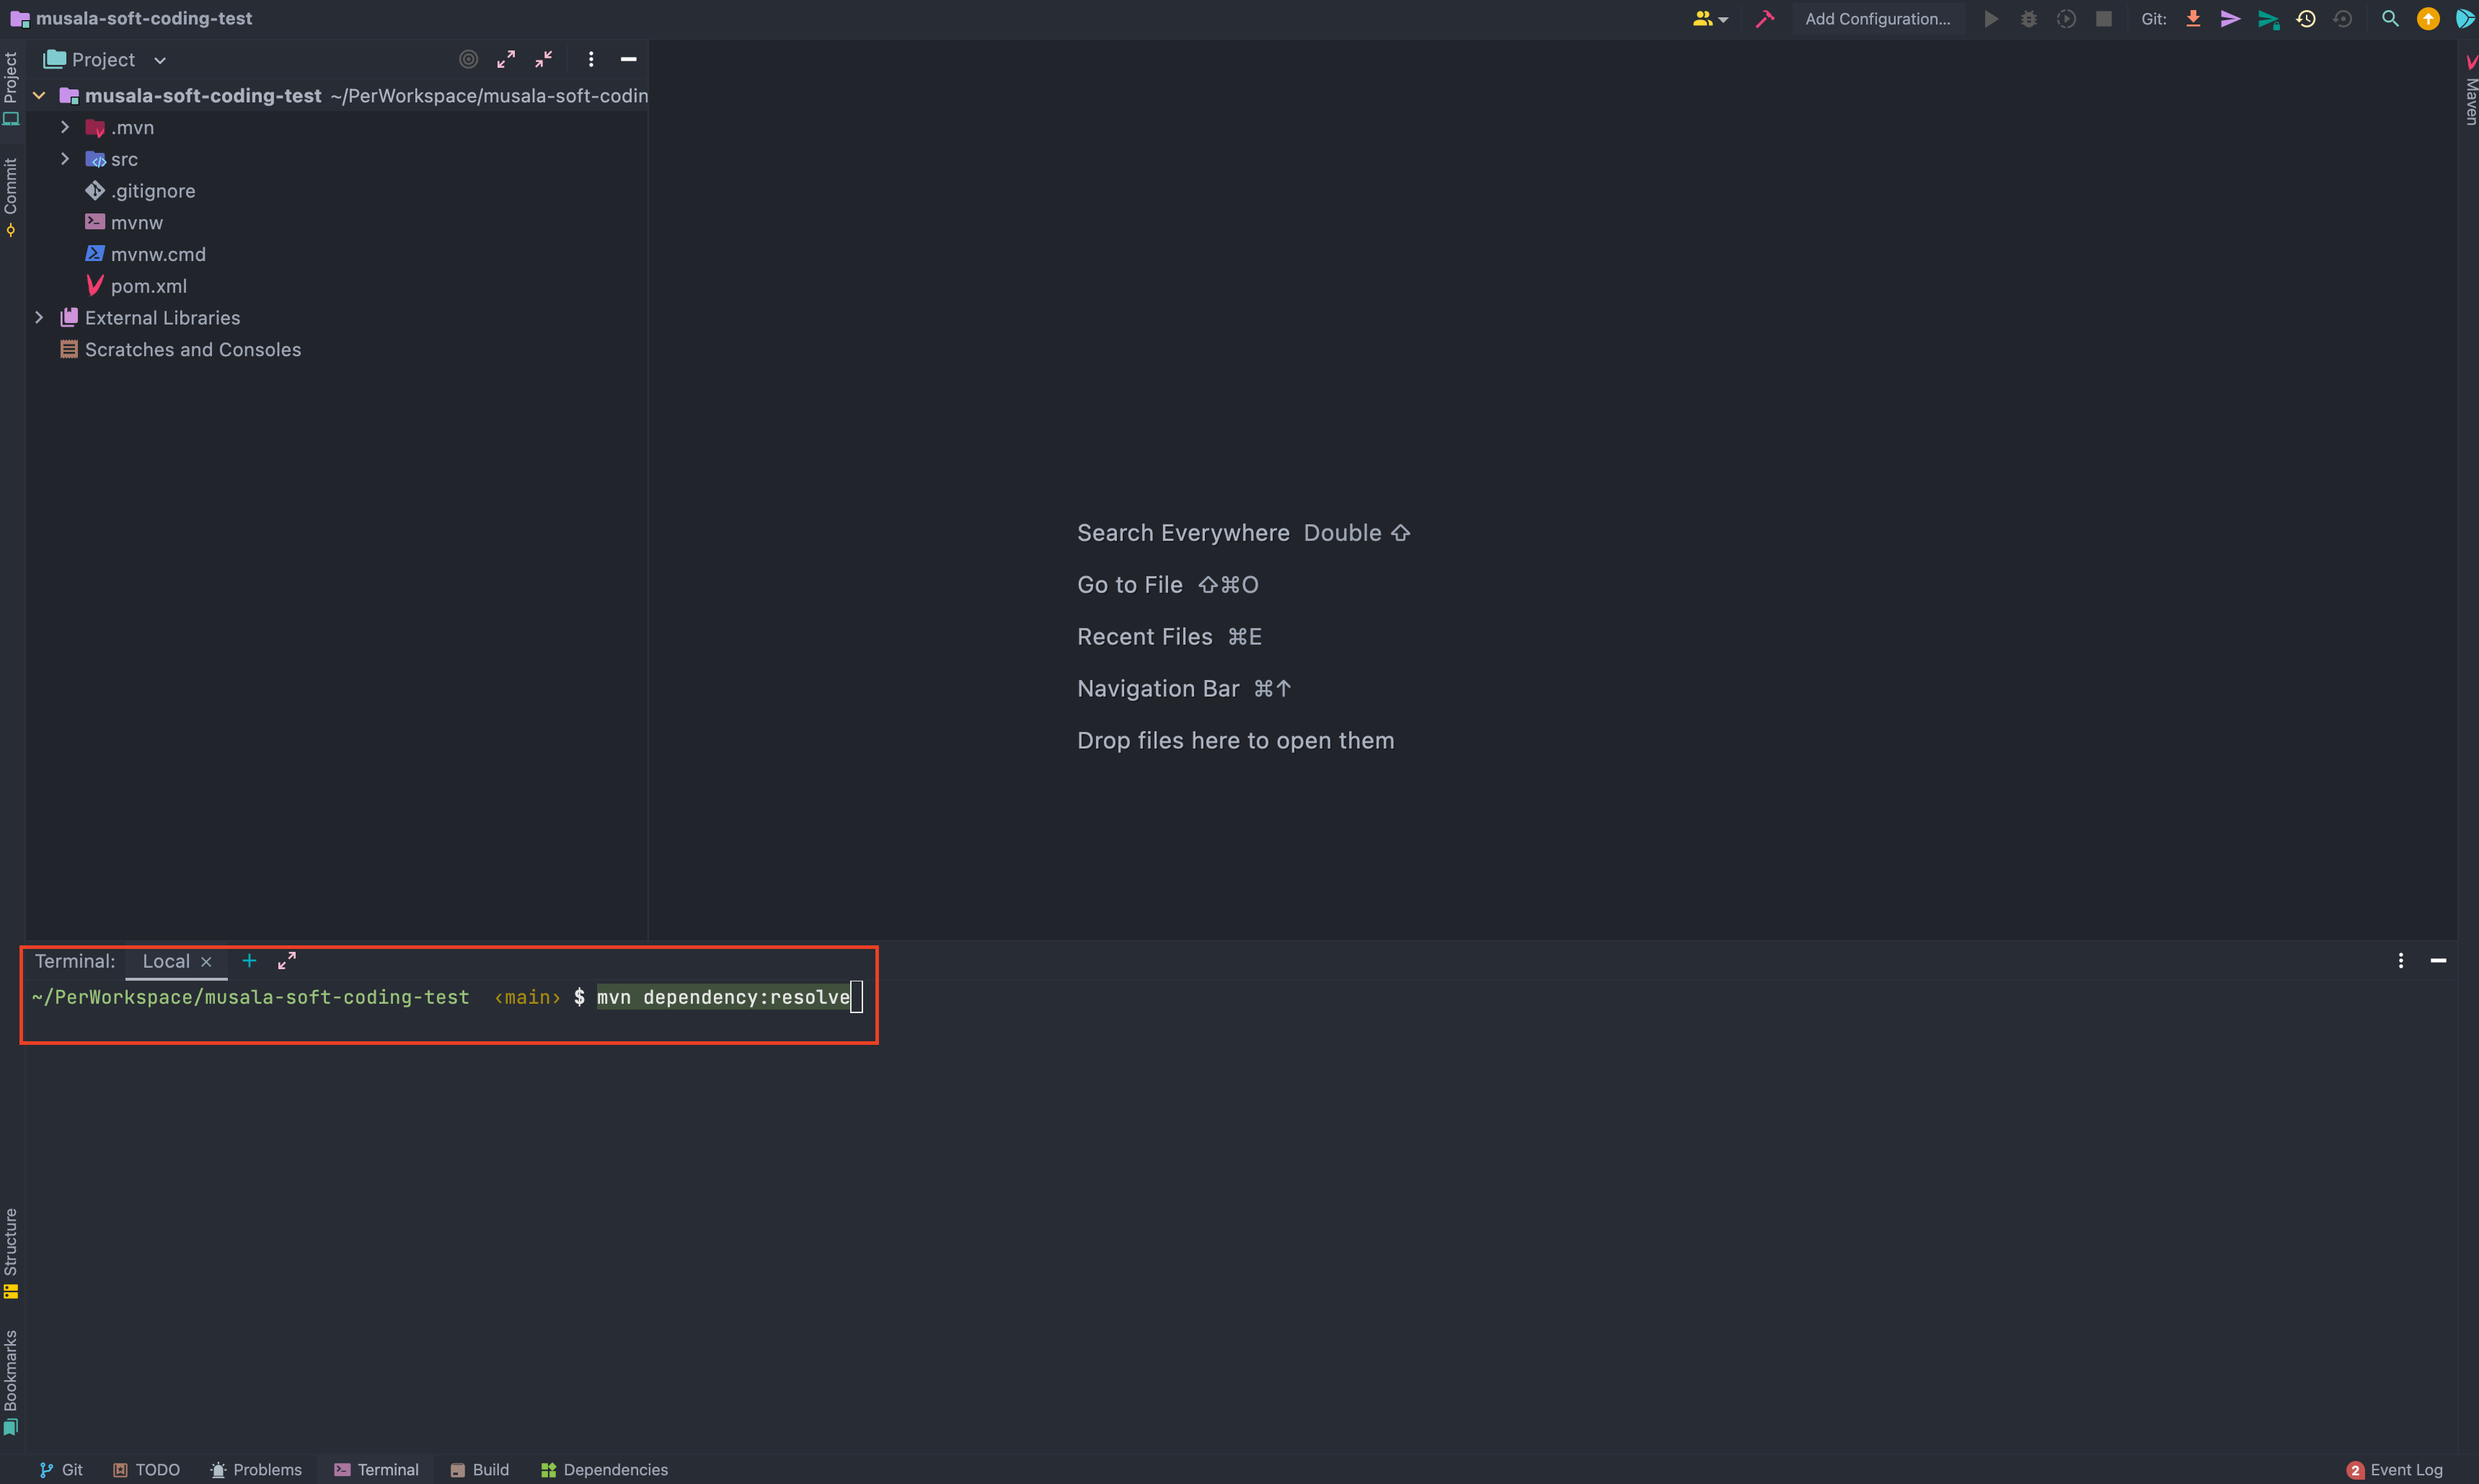 musala-soft-coding-test
Add Configuration...
Git:
Project
Project
musala-soft-coding-test ~/PerWorkspace/musala-soft-codin
.mvn
src
.gitignore
mvnw
mvnw.cmd
pom.xml
External Libraries
Scratches and Consoles
Commit
Maven
Search Everywhere Double ⇧
Go to File ⇧⌘O
Recent Files ⌘E
Navigation Bar ⌘↑
Drop files here to open them
Terminal: Local × +
~/PerWorkspace/musala-soft-coding-test ‹main› $ mvn dependency:resolve
Structure
Bookmarks
Git TODO Problems Terminal Build Dependencies
2 Event Log